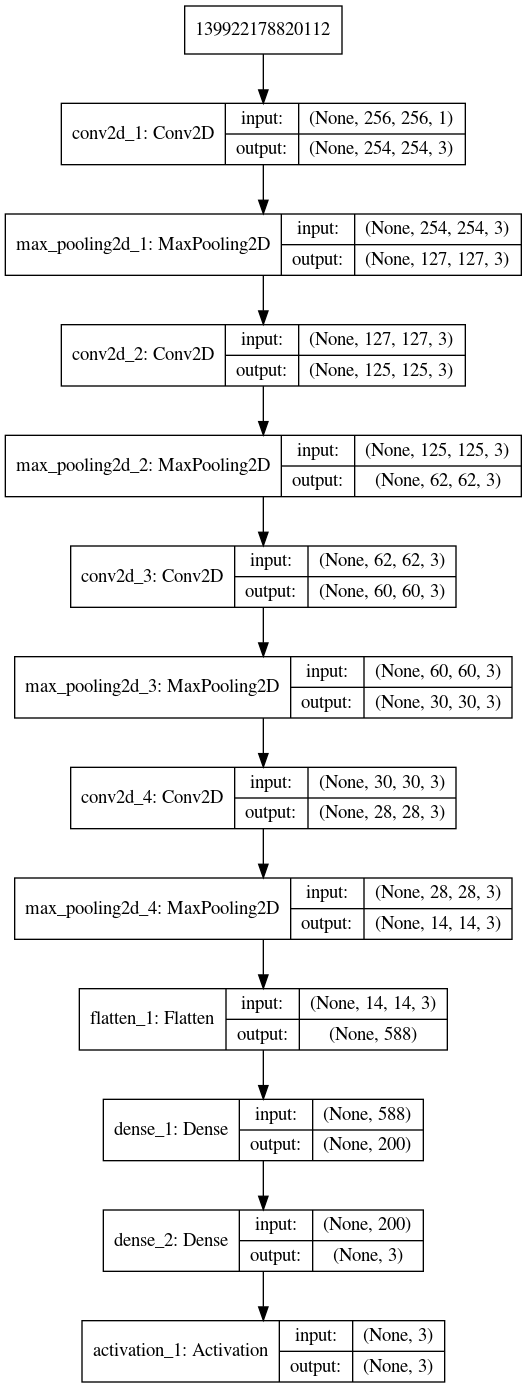 139922178820112
conv2d_1: Conv2D
input: (None, 256, 256, 1)
output: (None, 254, 254, 3)
max_pooling2d_1: MaxPooling2D
input: (None, 254, 254, 3)
output: (None, 127, 127, 3)
conv2d_2: Conv2D
input: (None, 127, 127, 3)
output: (None, 125, 125, 3)
max_pooling2d_2: MaxPooling2D
input: (None, 125, 125, 3)
output: (None, 62, 62, 3)
conv2d_3: Conv2D
input: (None, 62, 62, 3)
output: (None, 60, 60, 3)
max_pooling2d_3: MaxPooling2D
input: (None, 60, 60, 3)
output: (None, 30, 30, 3)
conv2d_4: Conv2D
input: (None, 30, 30, 3)
output: (None, 28, 28, 3)
max_pooling2d_4: MaxPooling2D
input: (None, 28, 28, 3)
output: (None, 14, 14, 3)
flatten_1: Flatten
input: (None, 14, 14, 3)
output: (None, 588)
dense_1: Dense
input: (None, 588)
output: (None, 200)
dense_2: Dense
input: (None, 200)
output: (None, 3)
activation_1: Activation
input: (None, 3)
output: (None, 3)